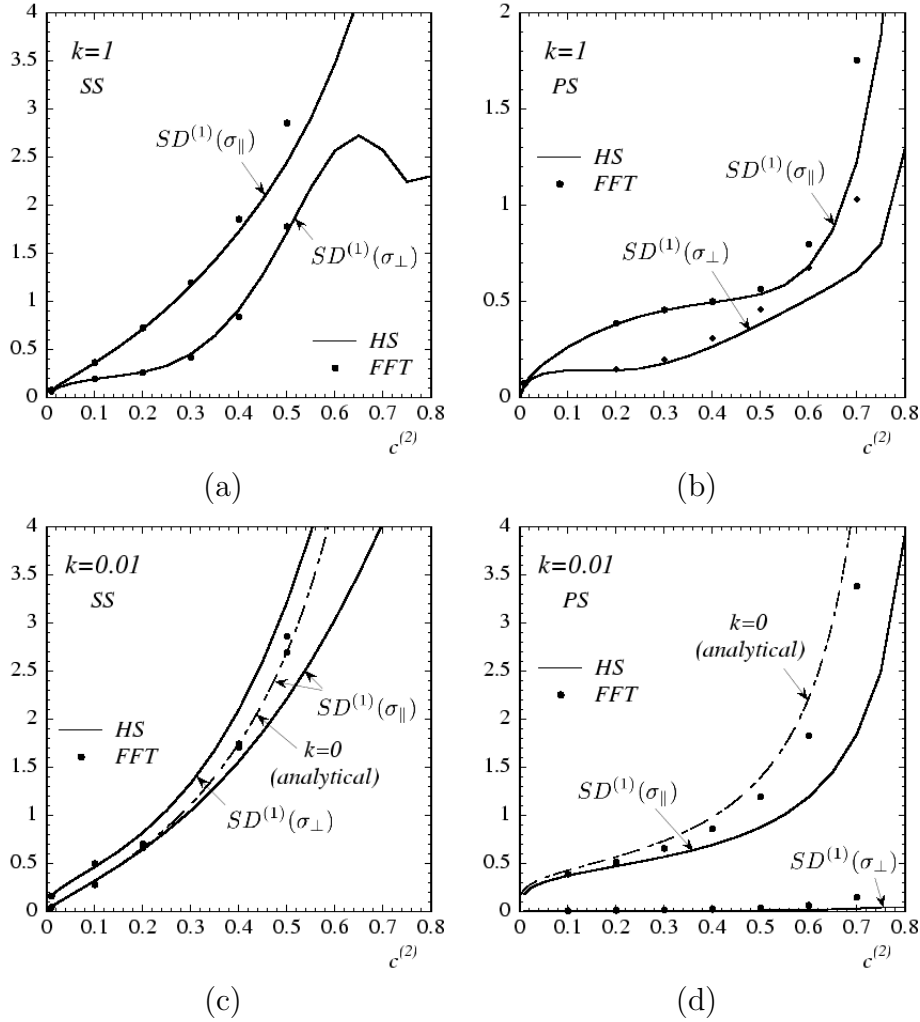 4
3.5
3
2.5
2
1.5
1
0.5
0
k=1
SS
SD^{(1)}(σ_∥)
SD^{(1)}(σ_⊥)
HS
FFT
0 0.1 0.2 0.3 0.4 0.5 0.6 0.7 0.8
c^{(2)}
(a)
2
1.5
1
0.5
0
k=1
PS
HS
FFT
SD^{(1)}(σ_∥)
SD^{(1)}(σ_⊥)
0 0.1 0.2 0.3 0.4 0.5 0.6 0.7 0.8
c^{(2)}
(b)
4
3.5
3
2.5
2
1.5
1
0.5
0
k=0.01
SS
HS
FFT
SD^{(1)}(σ_∥)
k=0
(analytical)
SD^{(1)}(σ_⊥)
0 0.1 0.2 0.3 0.4 0.5 0.6 0.7 0.8
c^{(2)}
(c)
4
3.5
3
2.5
2
1.5
1
0.5
0
k=0.01
PS
k=0
(analytical)
HS
FFT
SD^{(1)}(σ_∥)
SD^{(1)}(σ_⊥)
0 0.1 0.2 0.3 0.4 0.5 0.6 0.7 0.8
c^{(2)}
(d)